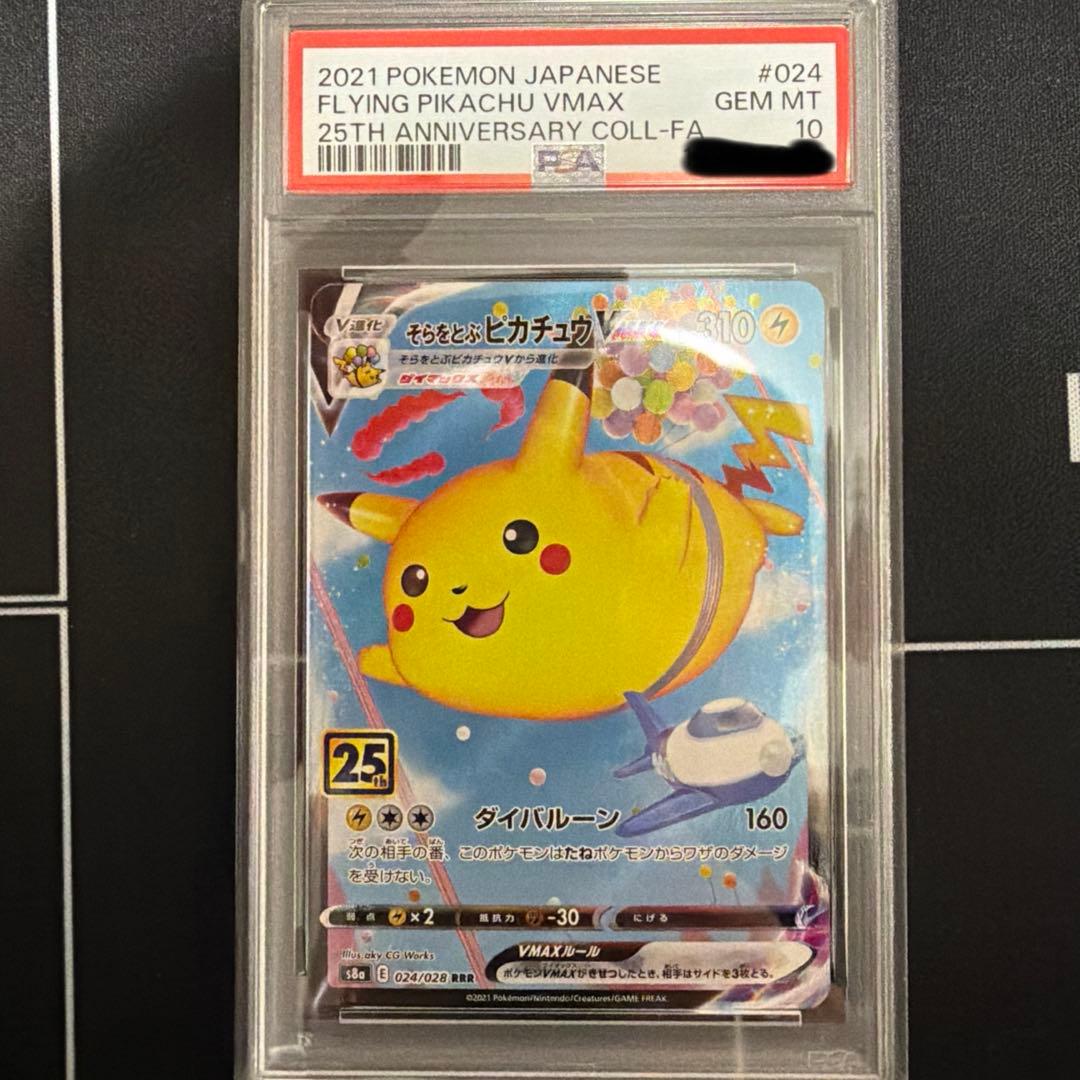 2021 POKEMON JAPANESE #024
FLYING PIKACHU VMAX GEM MT
25TH ANNIVERSARY COLL-FA 10
PSA
V進化 そらをとぶピカチュウV 310
そらをとぶピカチュウVから進化
ダイマックス
25th
ダイバルーン 160
次の相手の番、このポケモンはたねポケモンからワザのダメージ
を受けない。
弱点 ×2 抵抗力 -30 にげる
Illus. aky CG Works
VMAXルール
s8a E 024/028 RRR
ポケモンVMAXがきぜつしたとき、相手はサイドを3枚とる。
©2021 Pokémon/Nintendo/Creatures/GAME FREAK.